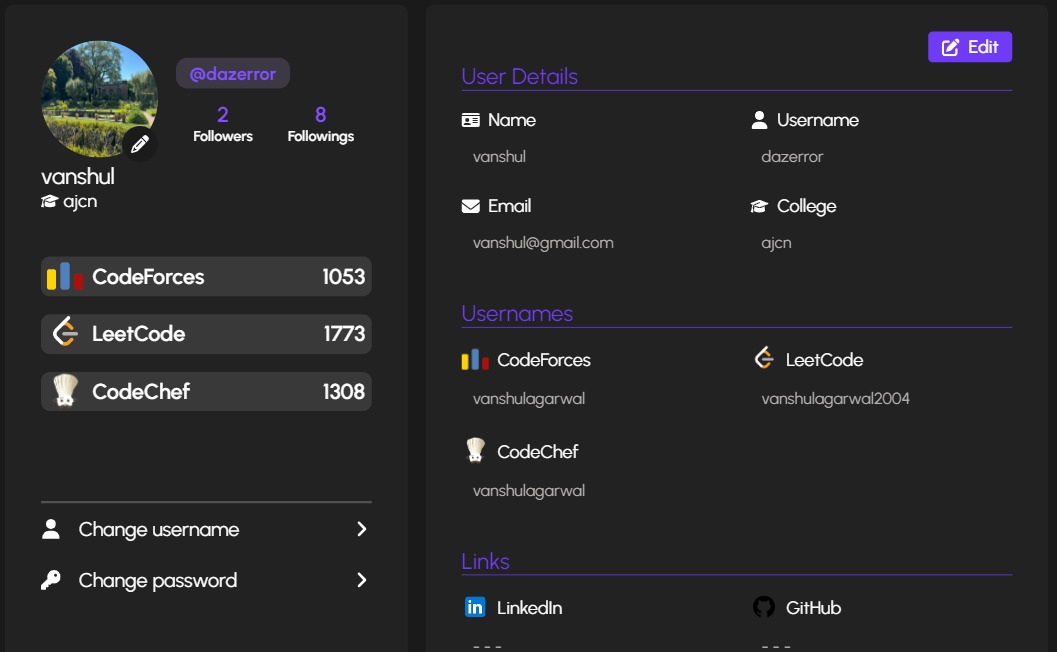 @dazerror
2 8
Followers Followings
vanshul
ajcn
CodeForces 1053
LeetCode 1773
CodeChef 1308
Change username
Change password
Edit
User Details
Name Username
vanshul dazerror
Email College
vanshul@gmail.com ajcn
Usernames
CodeForces LeetCode
vanshulagarwal vanshulagarwal2004
CodeChef
vanshulagarwal
Links
LinkedIn GitHub
--- ---